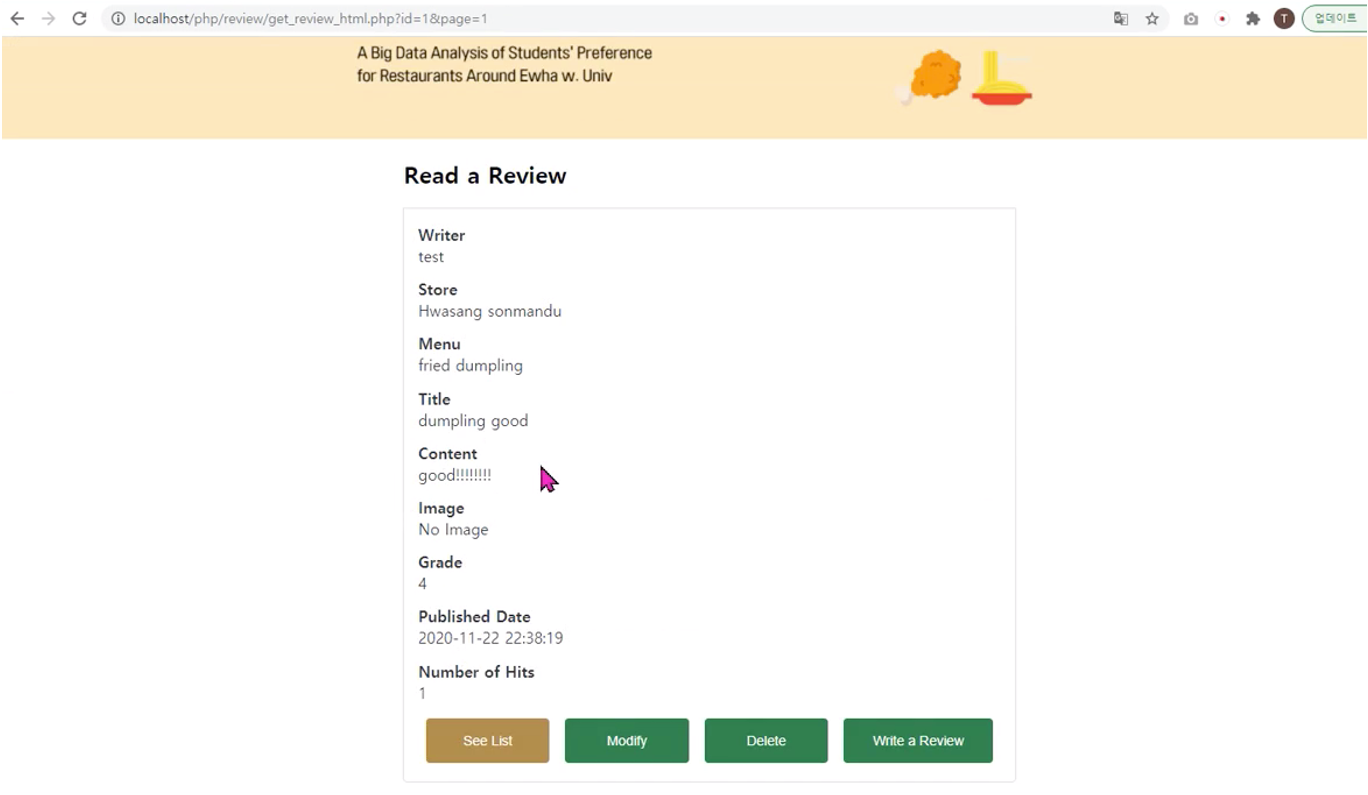 localhost/php/review/get_review_html.php?id=1&page=1
T
업데이트
A Big Data Analysis of Students' Preference
for Restaurants Around Ewha w. Univ
Read a Review
Writer
test
Store
Hwasang sonmandu
Menu
fried dumpling
Title
dumpling good
Content
good!!!!!!!!
Image
No Image
Grade
4
Published Date
2020-11-22 22:38:19
Number of Hits
1
See List
Modify
Delete
Write a Review